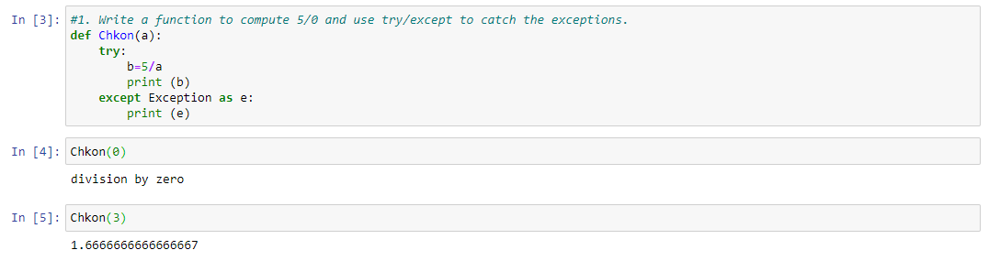 In [3]: #1. Write a function to compute 5/0 and use try/except to catch the exceptions.
def Chkon(a):
    try:
        b=5/a
        print (b)
    except Exception as e:
        print (e)
In [4]: Chkon(0)
division by zero
In [5]: Chkon(3)
1.6666666666666667